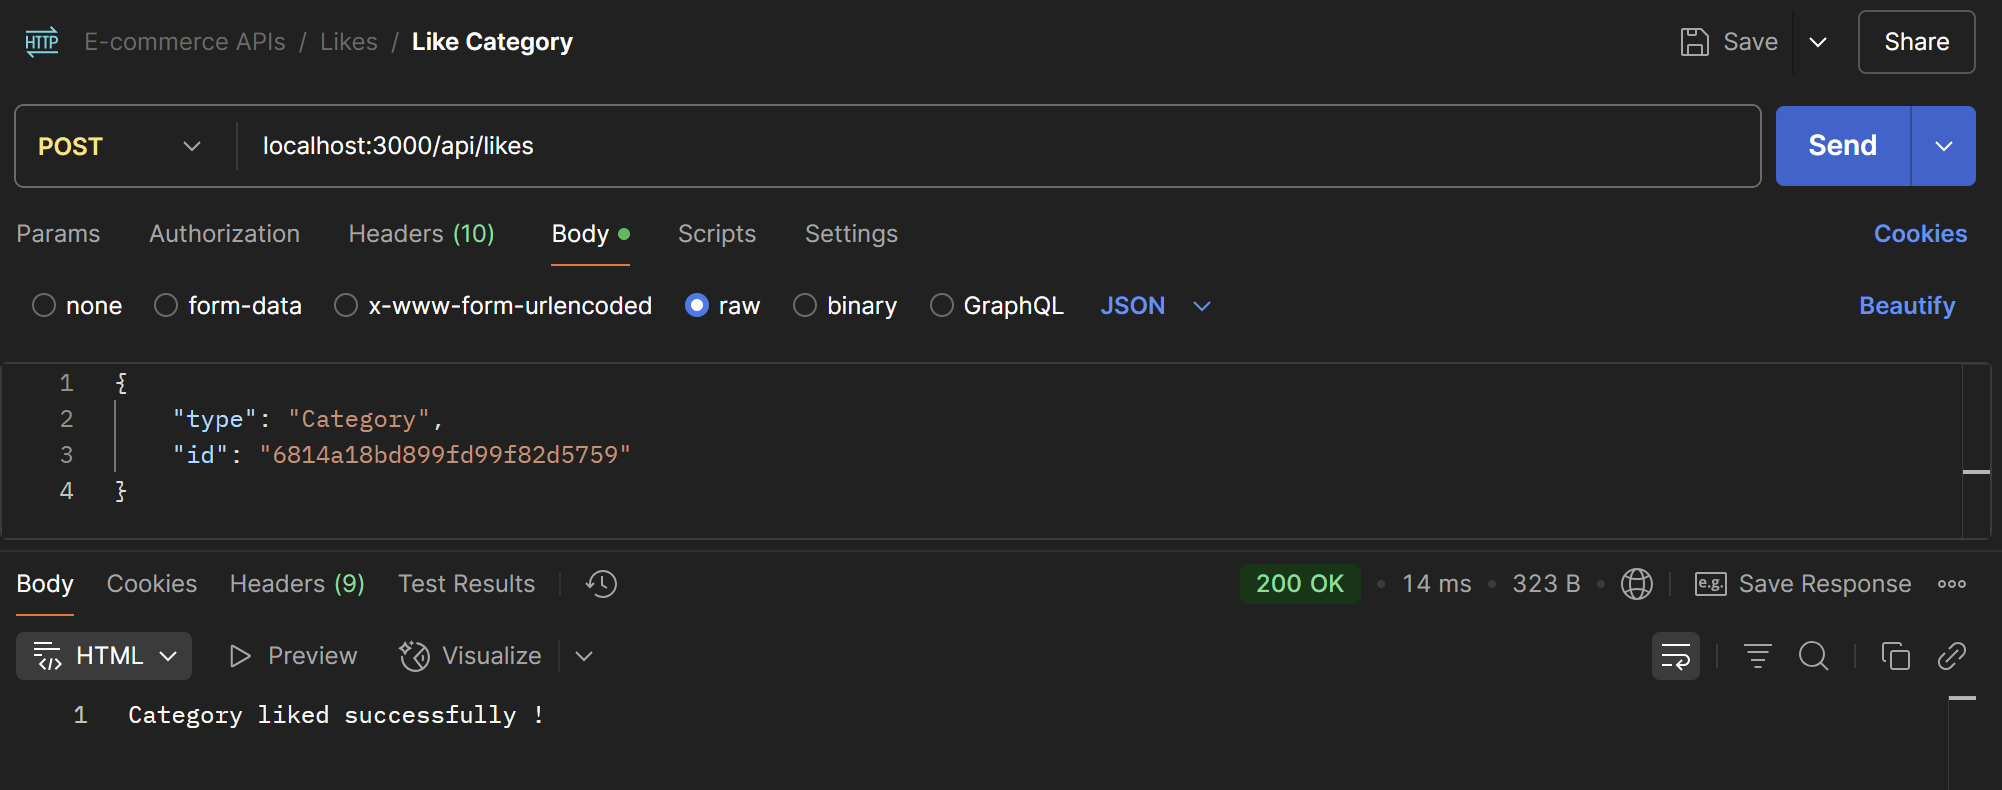 HTTP E-commerce APIs / Likes / Like Category Save Share
POST localhost:3000/api/likes Send
Params Authorization Headers (10) Body Scripts Settings Cookies
none form-data x-www-form-urlencoded raw binary GraphQL JSON Beautify
1 {
2 "type": "Category",
3 "id": "6814a18bd899fd99f82d5759"
4 }
Body Cookies Headers (9) Test Results 200 OK • 14 ms • 323 B • e.g. Save Response
HTML Preview Visualize
1 Category liked successfully !